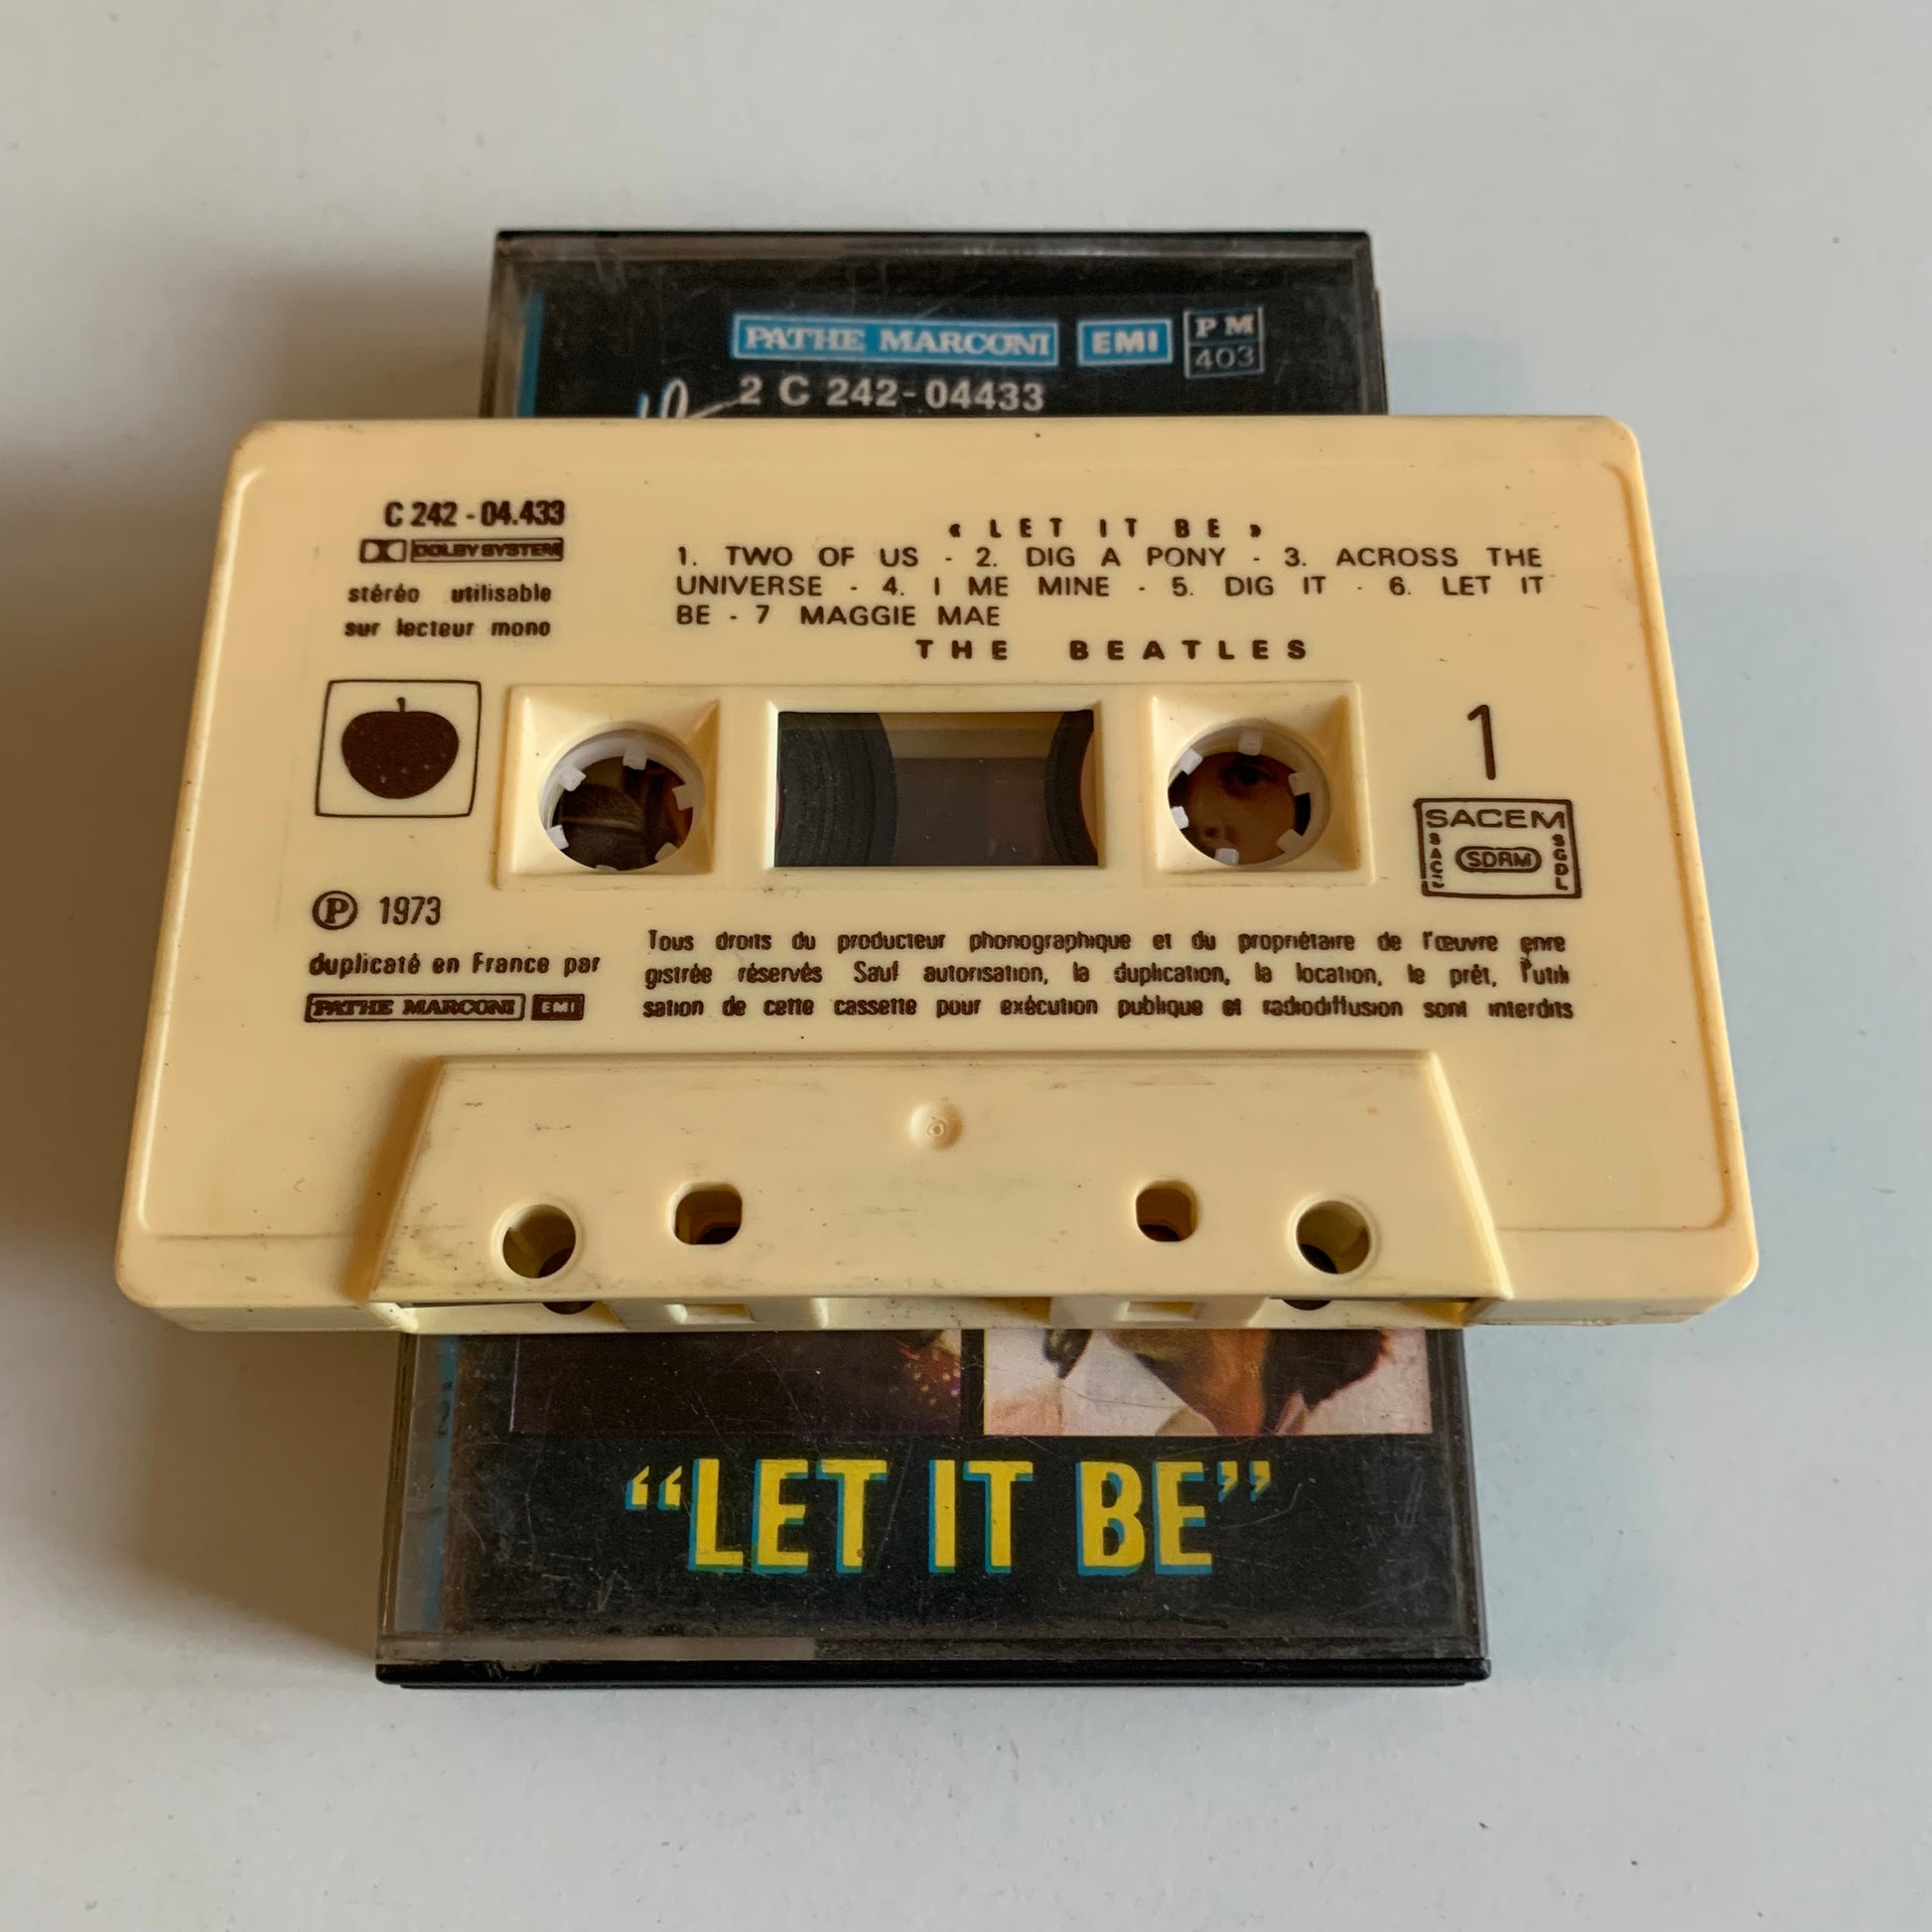 PATHE MARCONI EMI PM 403
2 C 242-04433
C 242 - 04.433
DOLBY SYSTEM
stéréo utilisable
sur lecteur mono
« LET IT BE »
1. TWO OF US - 2. DIG A PONY - 3. ACROSS THE
UNIVERSE - 4. I ME MINE - 5. DIG IT - 6. LET IT
BE - 7 MAGGIE MAE
THE BEATLES
1
SACEM
SACD SDRM SGDL
Ⓟ 1973
duplicaté en France par
PATHE MARCONI EMI
Tous droits du producteur phonographique et du propriétaire de l'œuvre enre
gistrée réservés Sauf autorisation, la duplication, la location, le prêt, l'utili
sation de cette cassette pour exécution publique et radiodiffusion sont interdits
“LET IT BE”